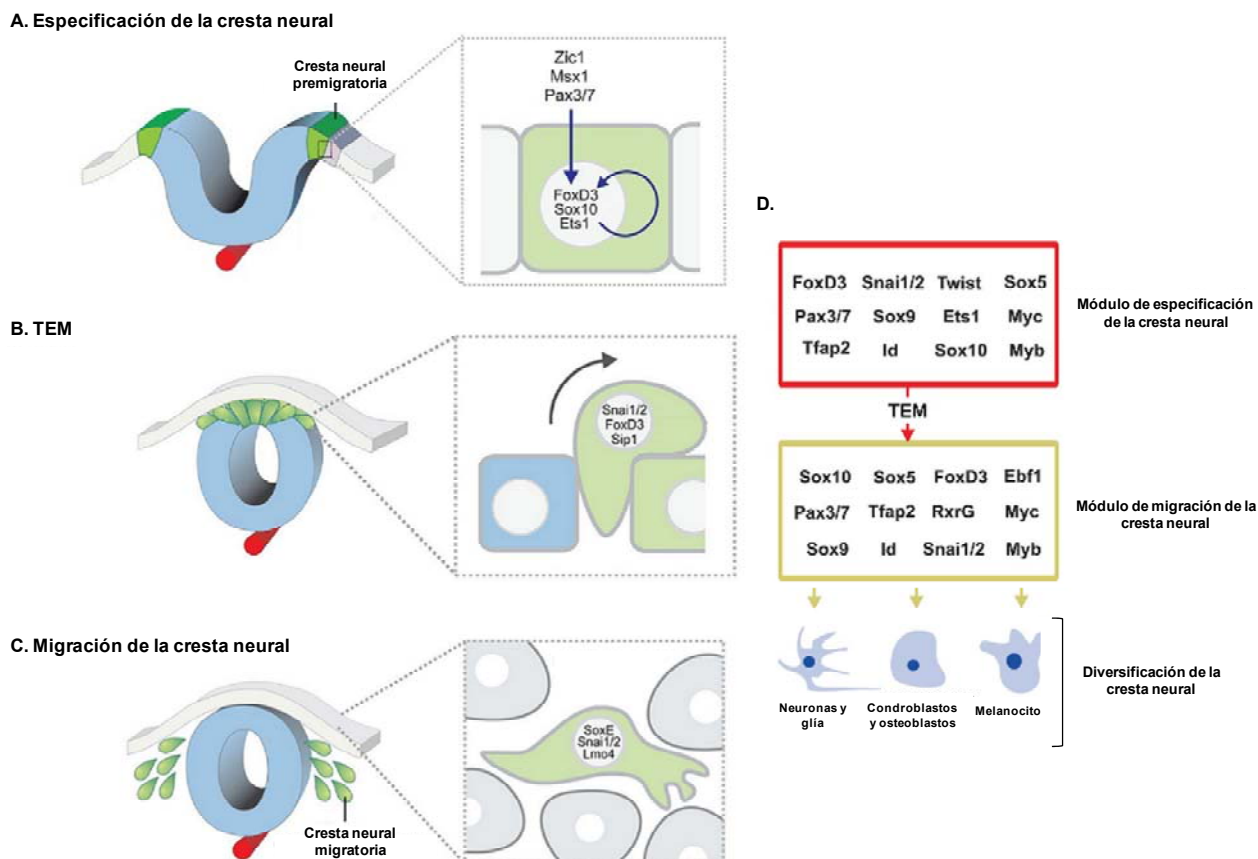 A. Especificación de la cresta neural
Cresta neural
premigratoria
Zic1
Msx1
Pax3/7
FoxD3
Sox10
Ets1
B. TEM
Snai1/2
FoxD3
Sip1
C. Migración de la cresta neural
Cresta neural
migratoria
SoxE
Snai1/2
Lmo4
D.
FoxD3 Snai1/2 Twist Sox5
Pax3/7 Sox9 Ets1 Myc
Tfap2 Id Sox10 Myb
Módulo de especificación
de la cresta neural
TEM
Sox10 Sox5 FoxD3 Ebf1
Pax3/7 Tfap2 RxrG Myc
Sox9 Id Snai1/2 Myb
Módulo de migración de la
cresta neural
Neuronas y
glía
Condroblastos
y osteoblastos
Melanocito
Diversificación de la
cresta neural